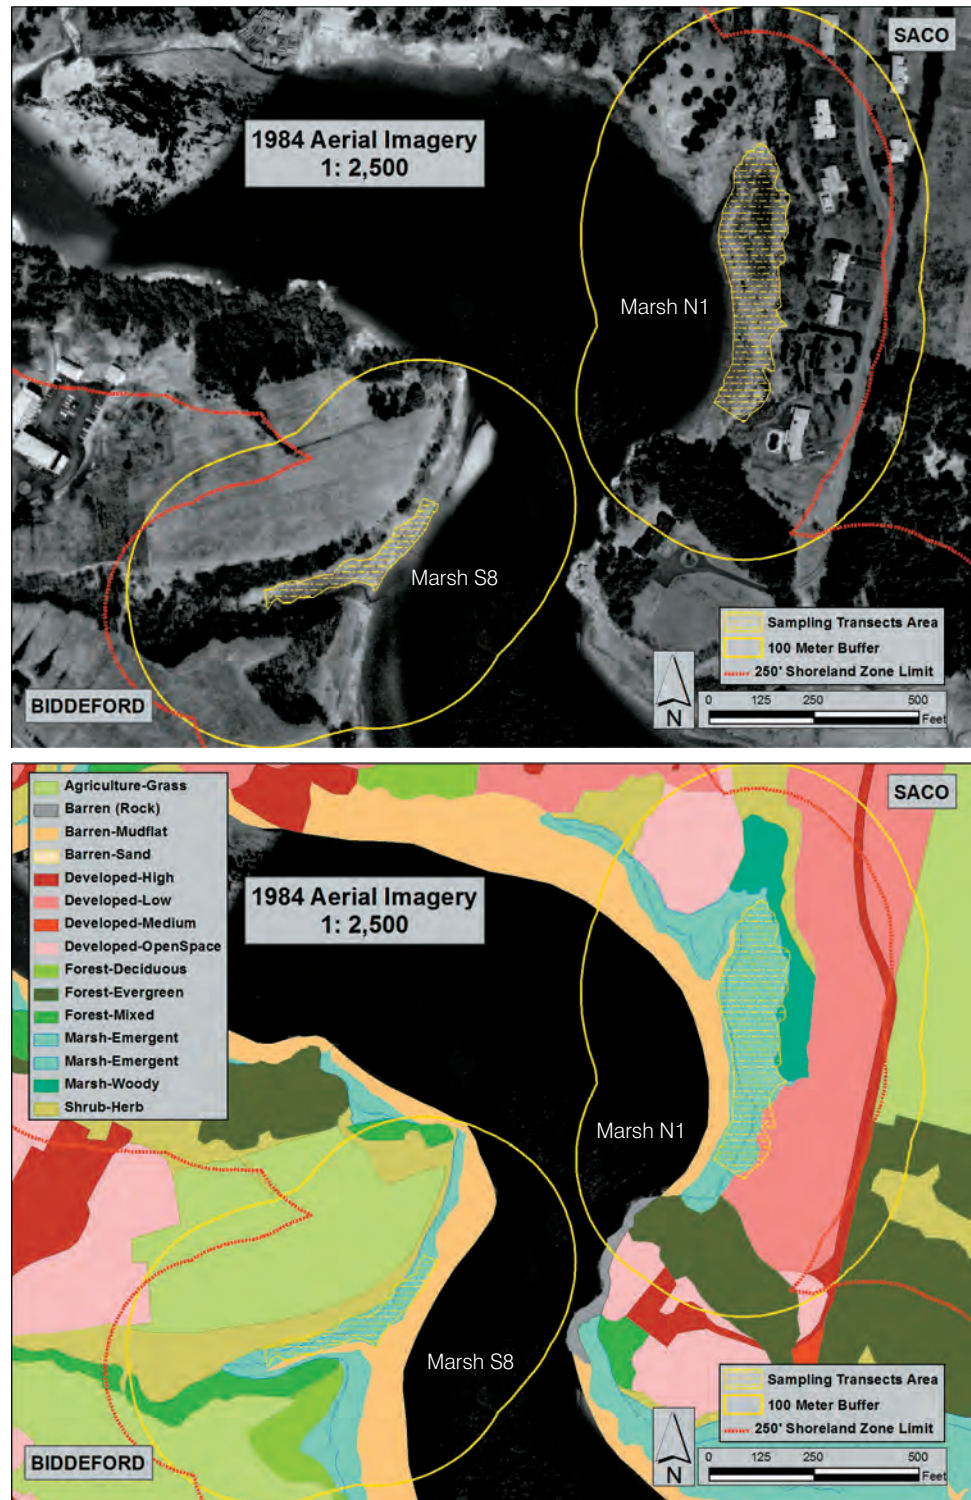 SACO
1984 Aerial Imagery
1: 2,500
Marsh N1
Marsh S8
Sampling Transects Area
100 Meter Buffer
250' Shoreland Zone Limit
BIDDEFORD
N
0 125 250 500
Feet
Agriculture-Grass
Barren (Rock)
Barren-Mudflat
Barren-Sand
Developed-High
Developed-Low
Developed-Medium
Developed-OpenSpace
Forest-Deciduous
Forest-Evergreen
Forest-Mixed
Marsh-Emergent
Marsh-Emergent
Marsh-Woody
Shrub-Herb
SACO
1984 Aerial Imagery
1: 2,500
Marsh N1
Marsh S8
Sampling Transects Area
100 Meter Buffer
250' Shoreland Zone Limit
BIDDEFORD
N
0 125 250 500
Feet